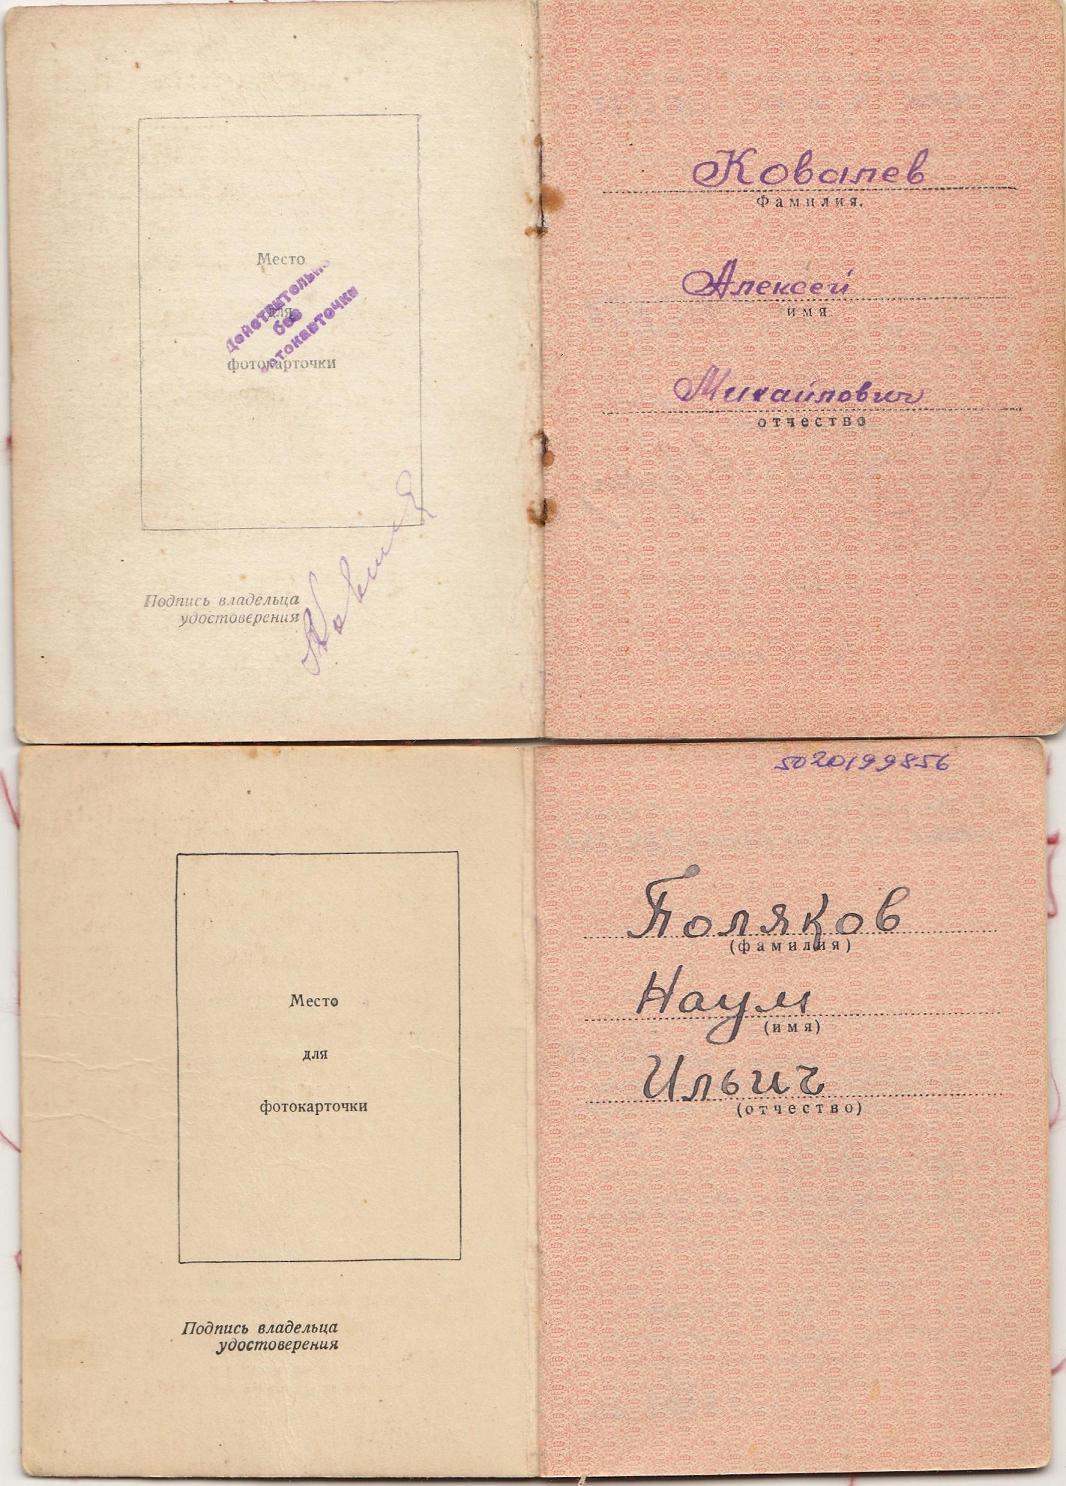 Место
для
фотокарточки
Действительно
без
фотокарточки
Подпись владельца
удостоверения
Ковалев
Фамилия.
Алексей
имя
Михайлович
отчество
Место
для
фотокарточки
Подпись владельца
удостоверения
5020199856
Поляков
(фамилия)
Наум
(имя)
Ильич
(отчество)